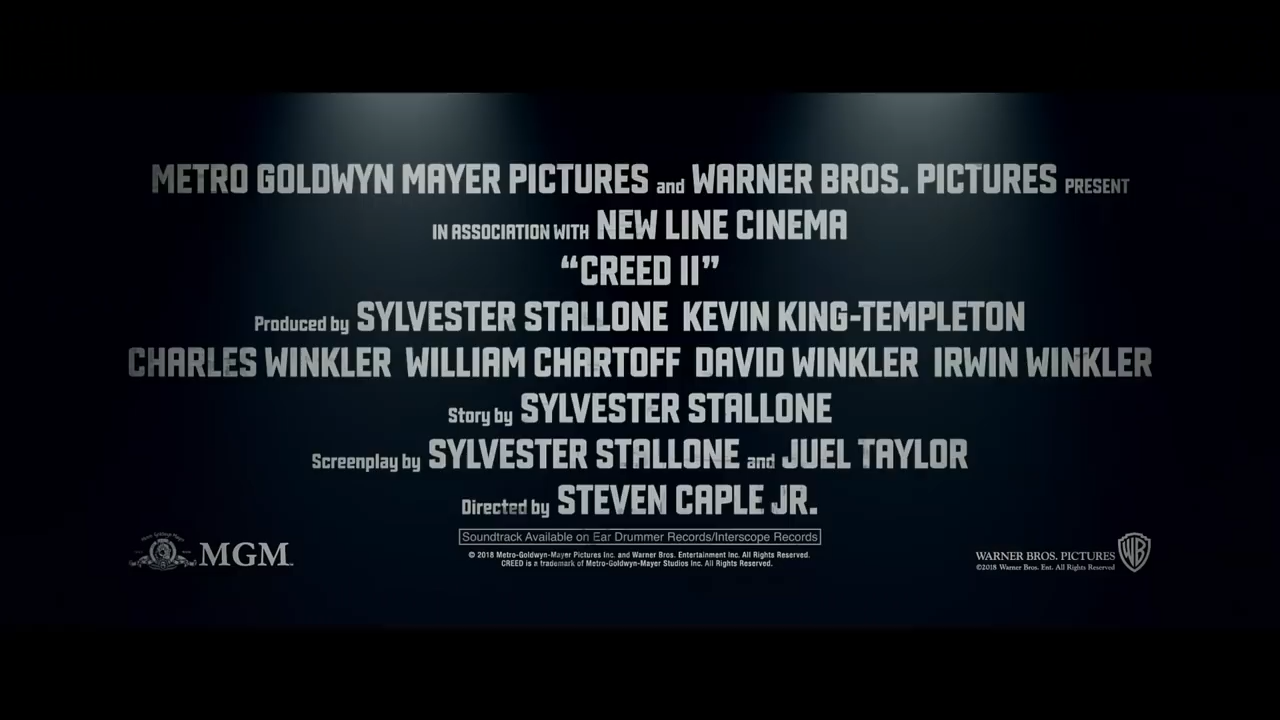 METRO GOLDWYN MAYER PICTURES and WARNER BROS. PICTURES PRESENT
IN ASSOCIATION WITH NEW LINE CINEMA
“CREED II”
Produced by SYLVESTER STALLONE KEVIN KING-TEMPLETON
CHARLES WINKLER WILLIAM CHARTOFF DAVID WINKLER IRWIN WINKLER
Story by SYLVESTER STALLONE
Screenplay by SYLVESTER STALLONE and JUEL TAYLOR
Directed by STEVEN CAPLE JR.
Soundtrack Available on Ear Drummer Records/Interscope Records
© 2018 Metro-Goldwyn-Mayer Pictures Inc. and Warner Bros. Entertainment Inc. All Rights Reserved.
CREED is a trademark of Metro-Goldwyn-Mayer Studios Inc. All Rights Reserved.
MGM
WARNER BROS. PICTURES
©2018 Warner Bros. Ent. All Rights Reserved
WB